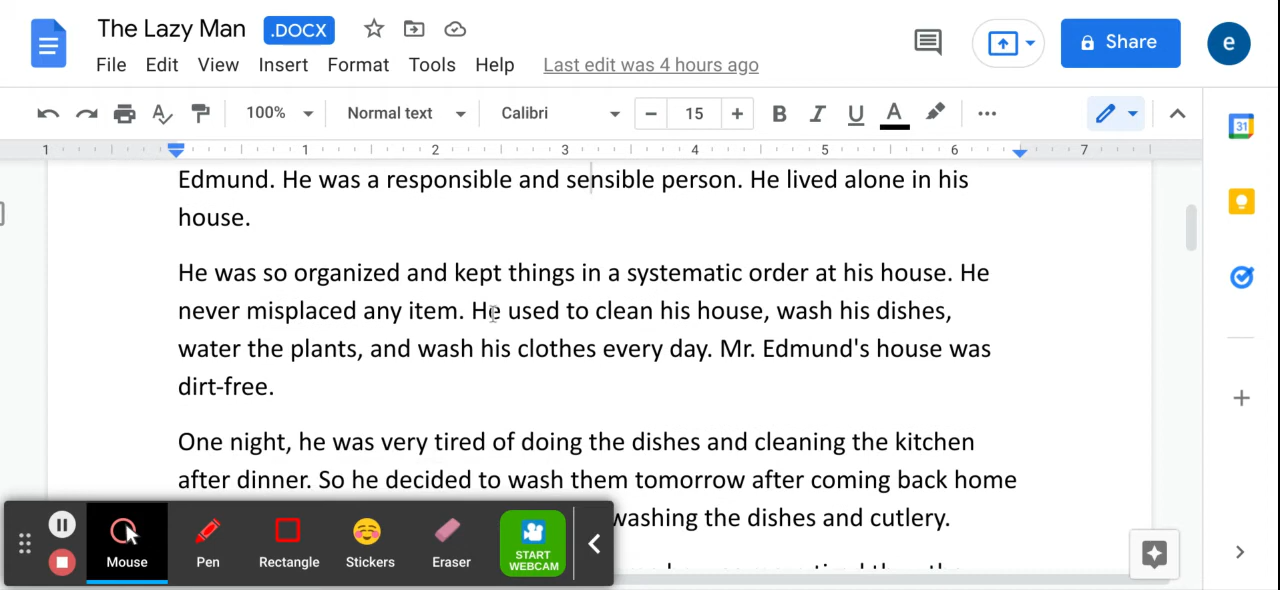 The Lazy Man .DOCX
File Edit View Insert Format Tools Help Last edit was 4 hours ago
Share
e
100% Normal text Calibri 15 B I U A
1 1 2 3 4 5 6 7
31
Edmund. He was a responsible and sensible person. He lived alone in his
house.
He was so organized and kept things in a systematic order at his house. He
never misplaced any item. He used to clean his house, wash his dishes,
water the plants, and wash his clothes every day. Mr. Edmund's house was
dirt-free.
One night, he was very tired of doing the dishes and cleaning the kitchen
after dinner. So he decided to wash them tomorrow after coming back home
washing the dishes and cutlery.
Mouse Pen Rectangle Stickers Eraser START
WEBCAM